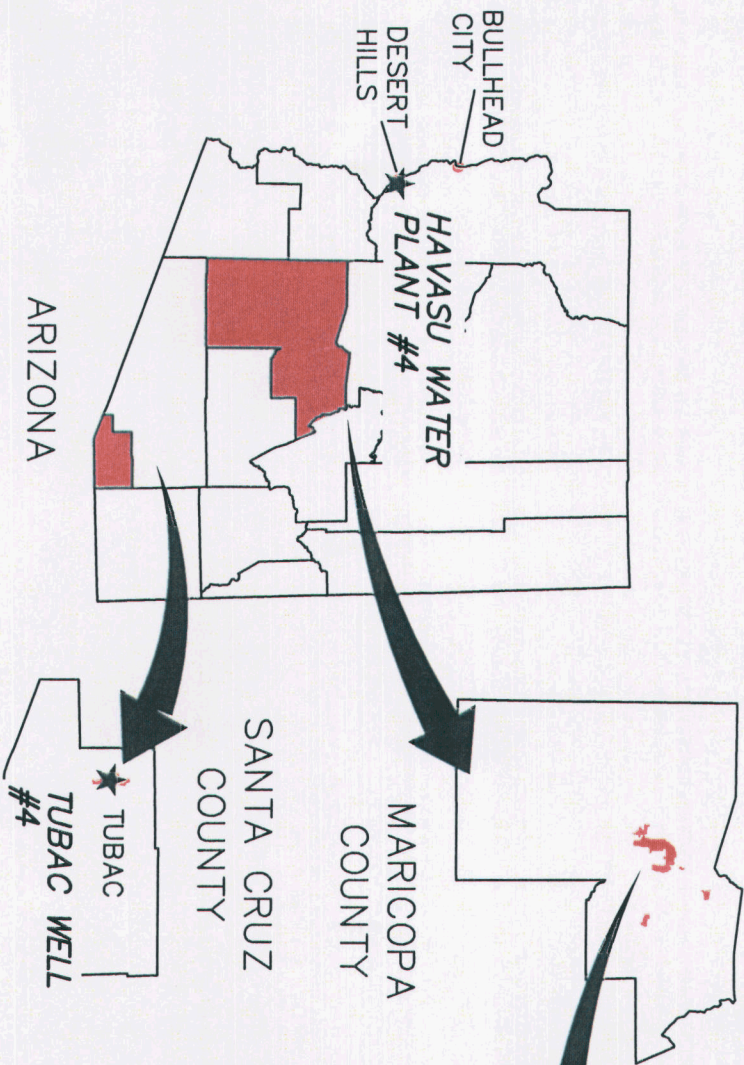 BULLHEAD
CITY
DESERT
HILLS
HAVASU WATER
PLANT #4
ARIZONA
MARICOPA
COUNTY
SANTA CRUZ
COUNTY
TUBAC
TUBAC WELL
#4